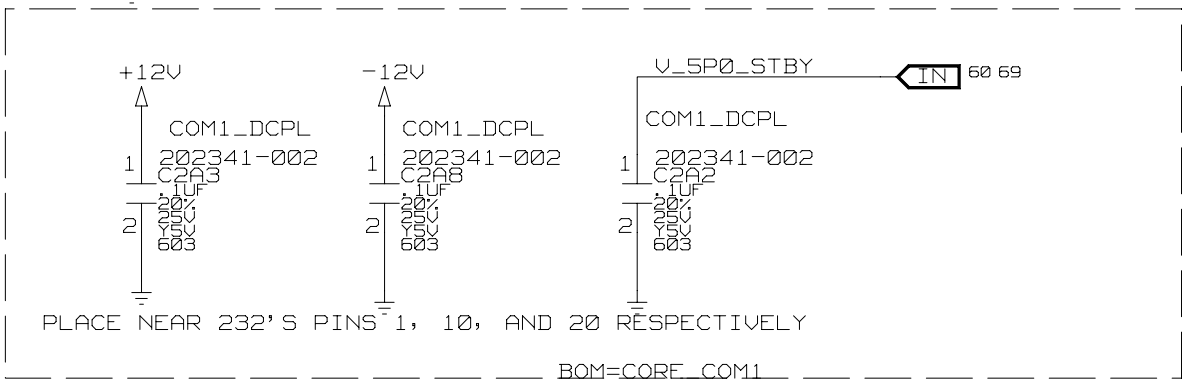 +12V
-12V
V_5P0_STBY
IN
60 69
COM1_DCPL
COM1_DCPL
COM1_DCPL
1
202341-002
1
202341-002
1
202341-002
C2A3
C2A8
C2A2
.1UF
.1UF
.1UF
20%
20%
20%
25V
25V
25V
2
Y5V
2
Y5V
2
Y5V
603
603
603
PLACE NEAR 232'S PINS 1, 10, AND 20 RESPECTIVELY
BOM=CORE_COM1